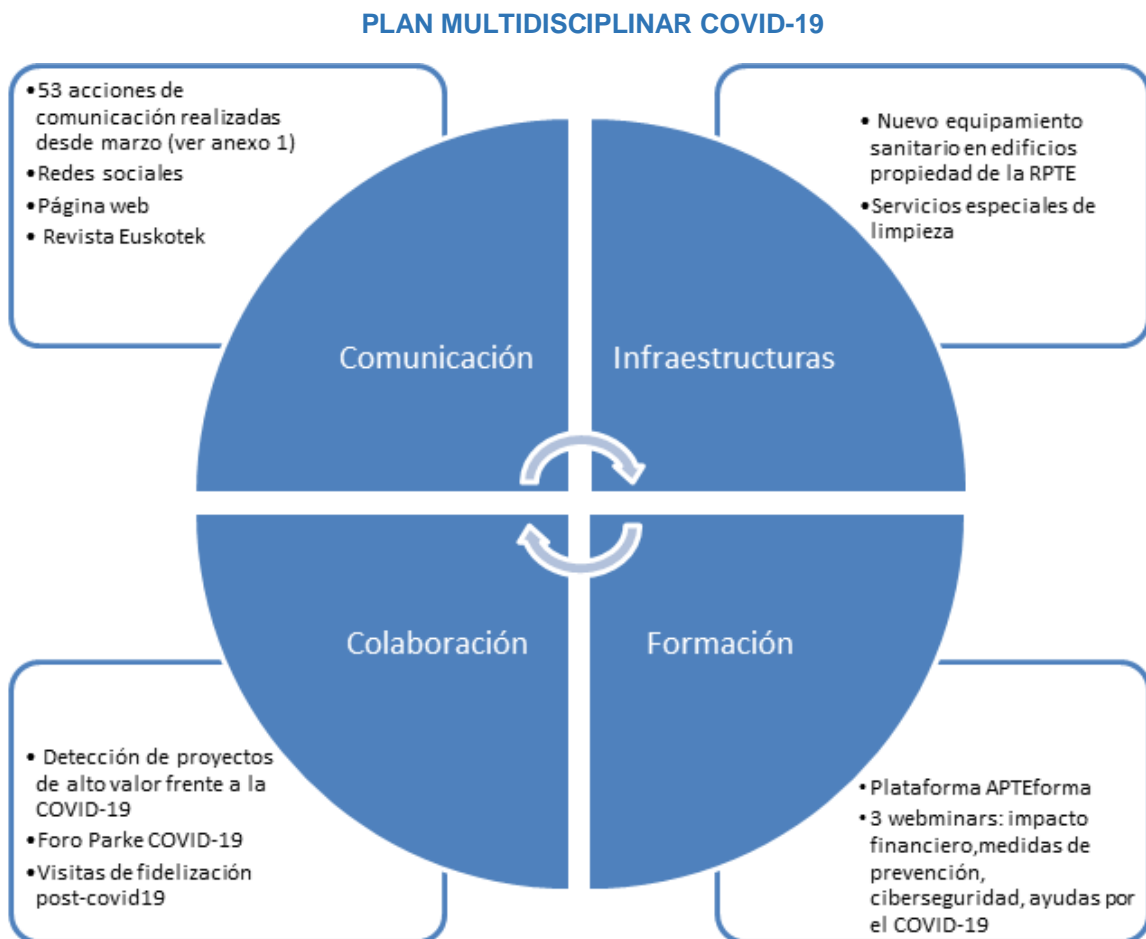 PLAN MULTIDISCIPLINAR COVID-19
•53 acciones de
comunicación realizadas
desde marzo (ver anexo 1)
•Redes sociales
•Página web
• Revista Euskotek
• Nuevo equipamiento
sanitario en edificios
propiedad de la RPTE
•Servicios especiales de
limpieza
Comunicación
Infraestructuras
Colaboración
Formación
• Detección de proyectos
de alto valor frente a la
COVID-19
•Foro Parke COVID-19
•Visitas de fidelización
post-covid19
•Plataforma APTEforma
•3 webminars: impacto
financiero,medidas de
prevención,
ciberseguridad, ayudas por
el COVID-19